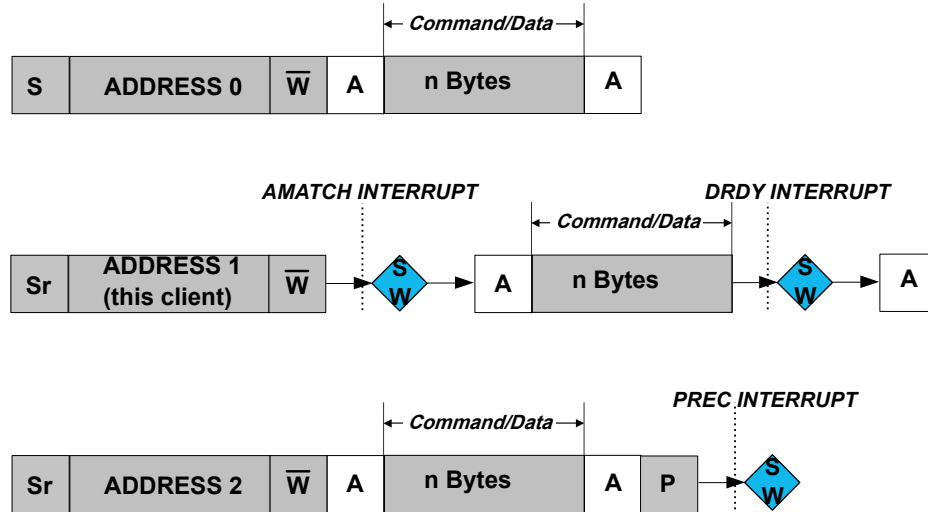 Command/Data
S ADDRESS 0 W̅ A n Bytes A
AMATCH INTERRUPT DRDY INTERRUPT
Command/Data
Sr ADDRESS 1 (this client) W̅ S W A n Bytes S W A
PREC INTERRUPT
Command/Data
Sr ADDRESS 2 W̅ A n Bytes A P S W